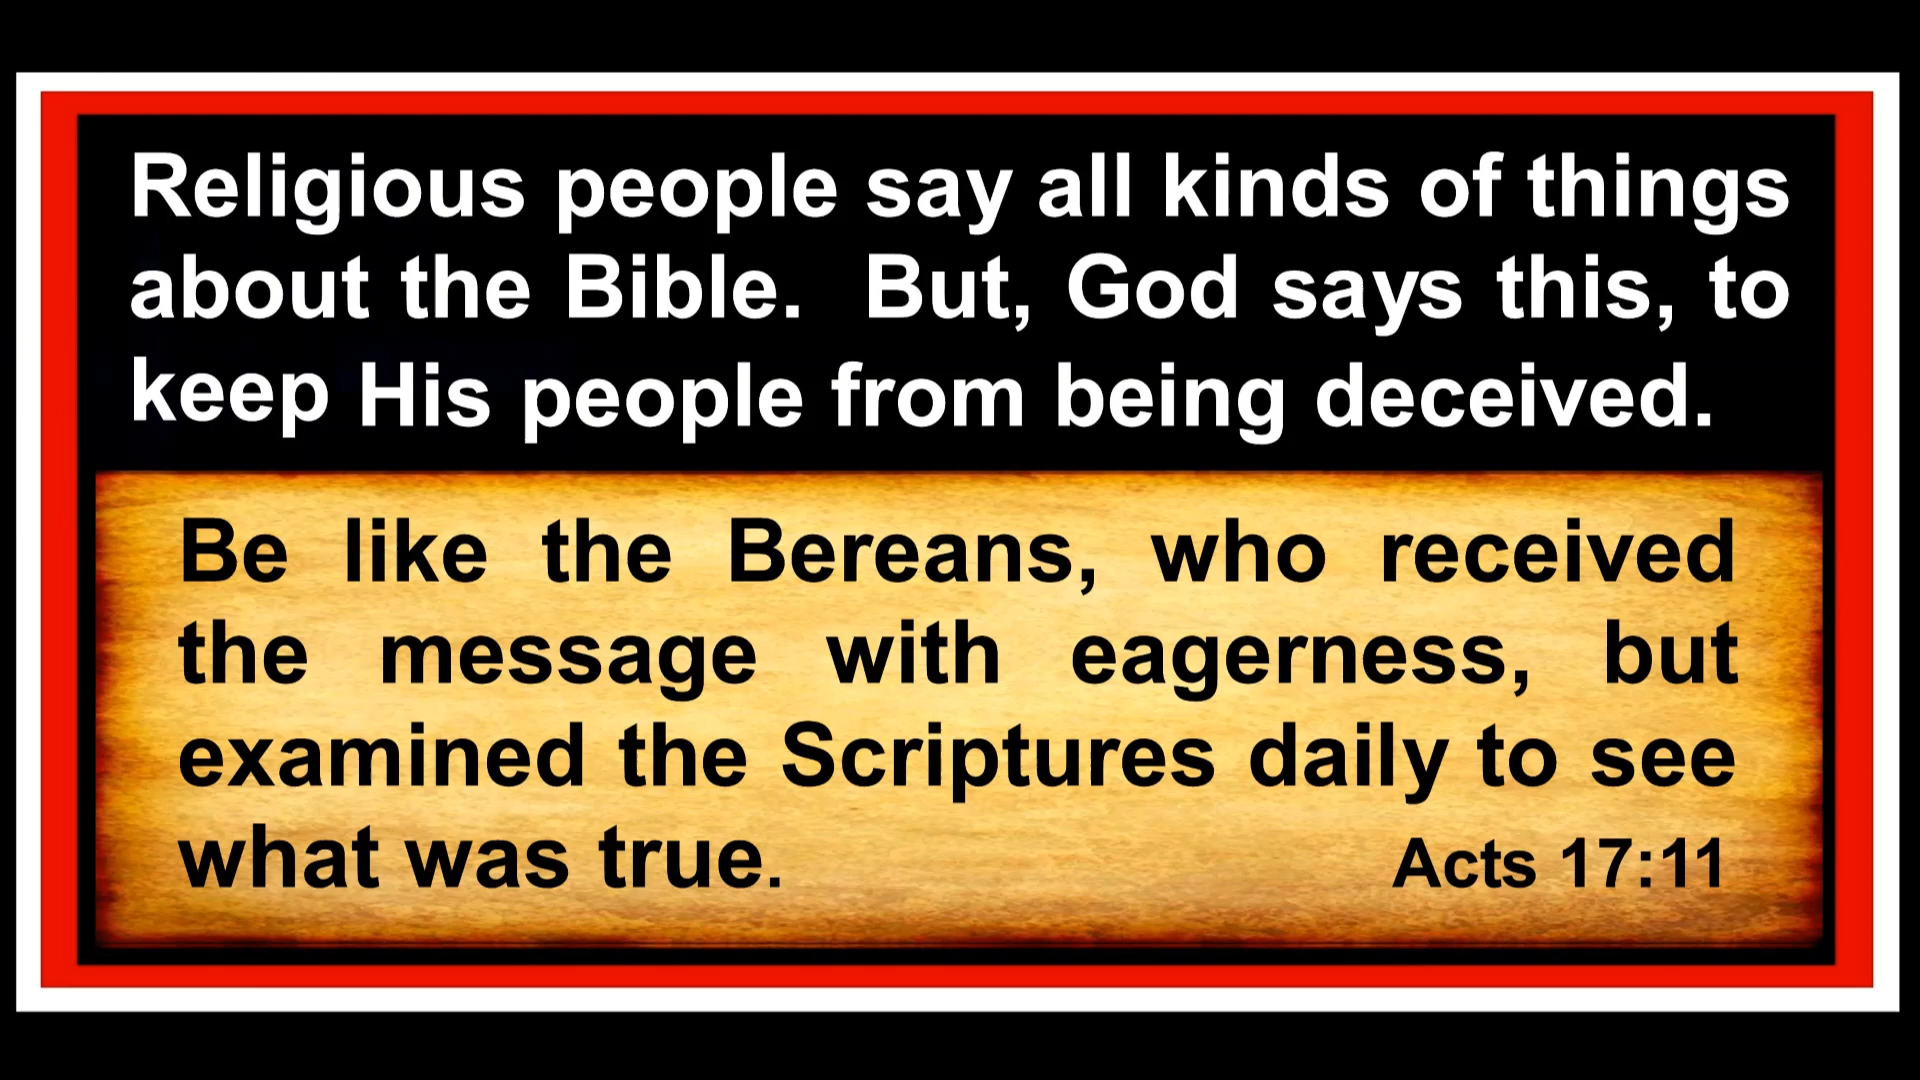 Religious people say all kinds of things
about the Bible.  But, God says this, to
keep His people from being deceived.
Be like the Bereans, who received
the message with eagerness, but
examined the Scriptures daily to see
what was true. Acts 17:11